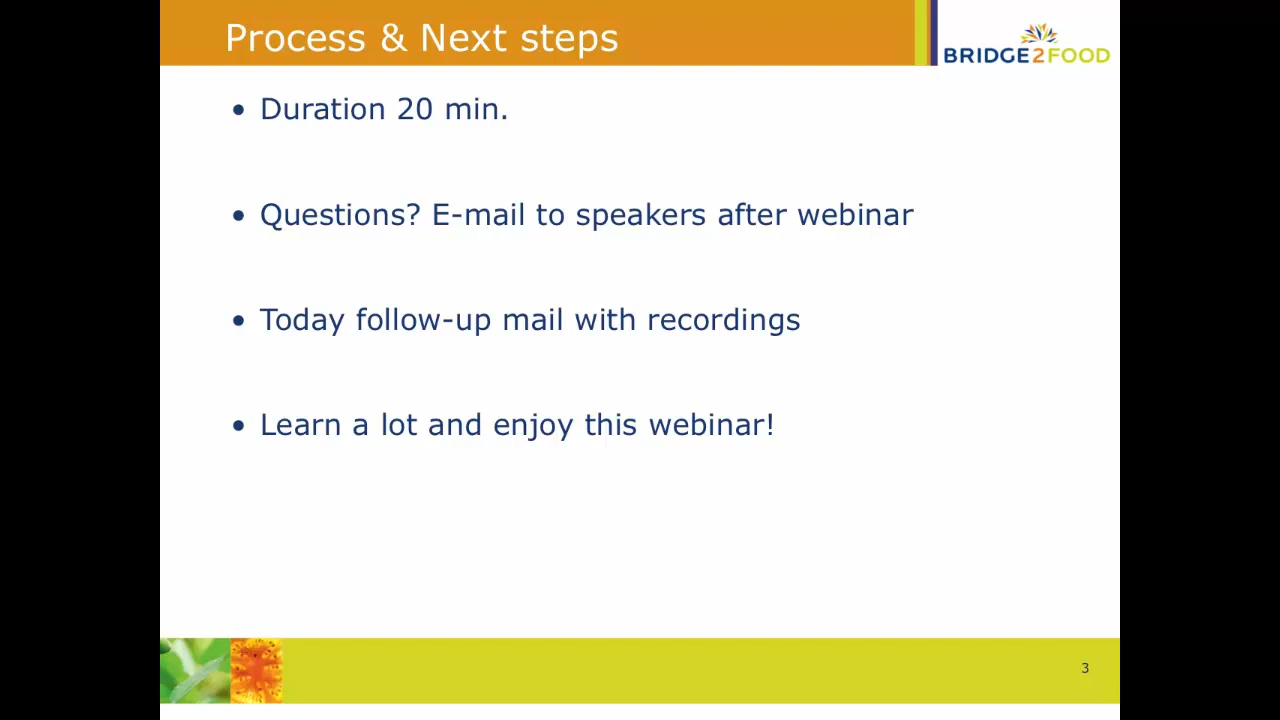 Process & Next steps
BRIDGE2FOOD
• Duration 20 min.
• Questions? E-mail to speakers after webinar
• Today follow-up mail with recordings
• Learn a lot and enjoy this webinar!
3